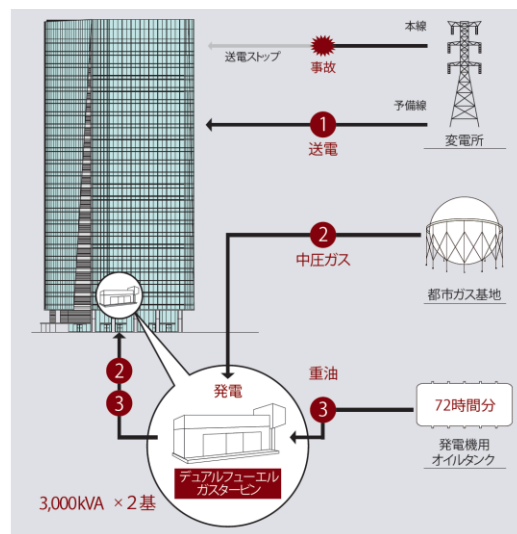 本線
送電ストップ
事故
予備線
1
送電
変電所
2
中圧ガス
都市ガス基地
2
3
発電
重油
3
72時間分
発電機用
オイルタンク
デュアルフューエル
ガスタービン
3,000kVA ×2基